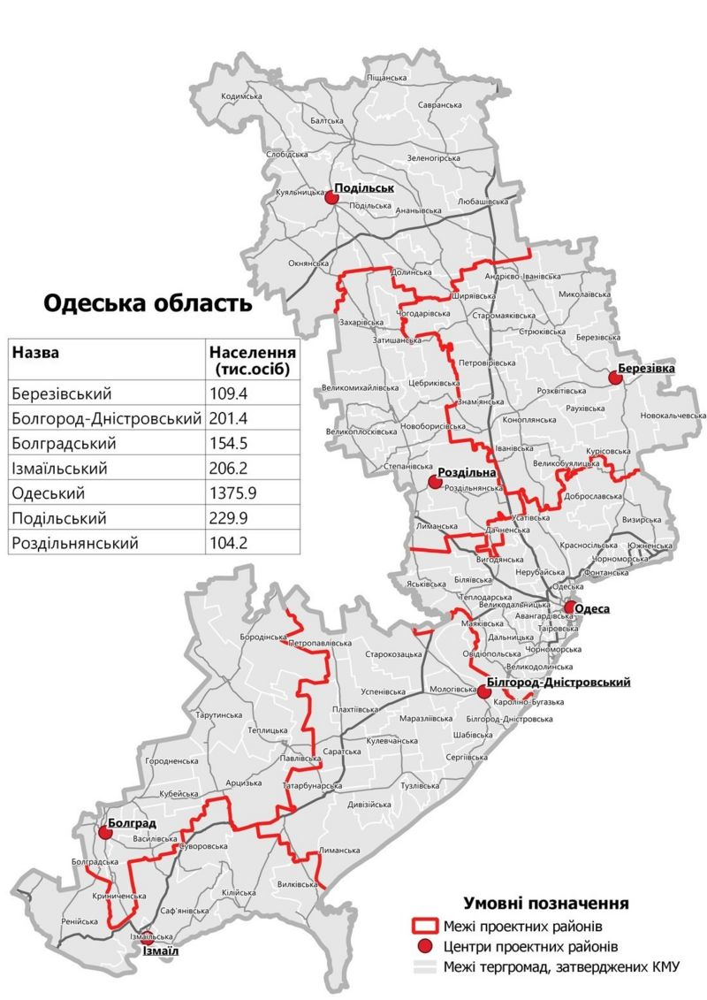 Піщанська
Кодимська
Савранська
Балтська
Слобідська
Зеленогірська
Подільськ
Куяльницька
Подільська
Ананьївська
Любашівська
Окнянська
Долинська
Андрієво-Іванівська
Ширяївська
Миколаївська
Одеська область
Чогодарівська
Старомаяківська
Захарівська
Стрюківська
Затишанська
Березівська
Назва
Населення
(тис.осіб)
Березівський 109.4
Болгород-Дністровський 201.4
Болградський 154.5
Ізмаїльський 206.2
Одеський 1375.9
Подільський 229.9
Роздільнянський 104.2
Петровірівська
Березівка
Великомихайлівська
Цебриківська
Розквітівська
Знам'янська
Раухівська
Новокальчевська
Коноплянська
Новоборисівська
Великоплосківська
Іванівська
Курісовська
Степанівська
Великобуялицька
Роздільна
Роздільнянська
Доброславська
Усатівська
Визирська
Лиманська
Дачненська
Красносільська
Южненська
Вигодянська
Чорноморська
Нерубайська
Фонтанська
Біляївська
Яськівська
Одеська
Теплодарська
Великодальницька
Одеса
Авангардівська
Маяківська
Таїровська
Бородінська
Петропавлівська
Дальницька
Старокозацька
Овідіопольська
Чорноморська
Великодолинська
Білгород-Дністровський
Успенівська
Мологівська
Кароліно-Бугазька
Плахтіївська
Тарутинська
Маразліївська
Білгород-Дністровська
Теплицька
Шабівська
Кулевчанська
Саратська
Павлівська
Сергіївська
Городненська
Арцизька
Татарбунарська
Тузлівська
Кубейська
Дивізійська
Болград
Василівська
Суворовська
Лиманська
Болградська
Вилківська
Криниченська
Кілійська
Саф'янівська
Ренійська
Ізмаїльська
Ізмаїл
Умовні позначення
Межі проектних районів
Центри проектних районів
Межі тергромад, затверджених КМУ